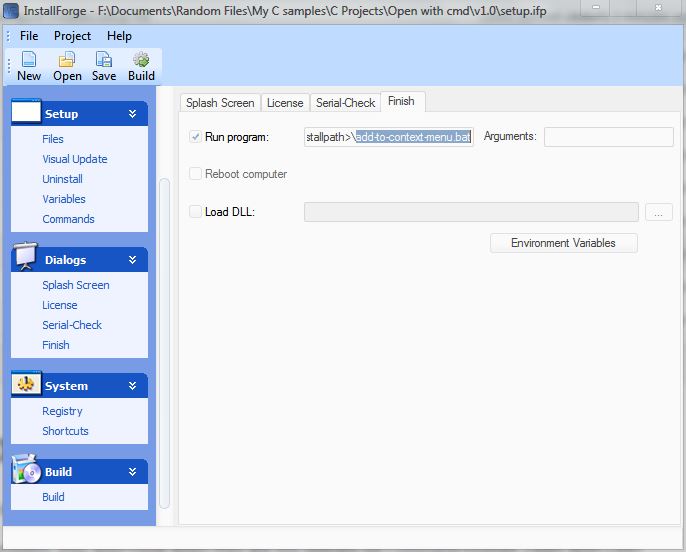 InstallForge - F:\Documents\Random Files\My C samples\C Projects\Open with cmd\v1.0\setup.ifp
File Project Help
New Open Save Build
Setup
Files
Visual Update
Uninstall
Variables
Commands
Dialogs
Splash Screen
License
Serial-Check
Finish
System
Registry
Shortcuts
Build
Build
Splash Screen License Serial-Check Finish
Run program: stallpath>\add-to-context-menu.bat Arguments:
Reboot computer
Load DLL: ...
Environment Variables